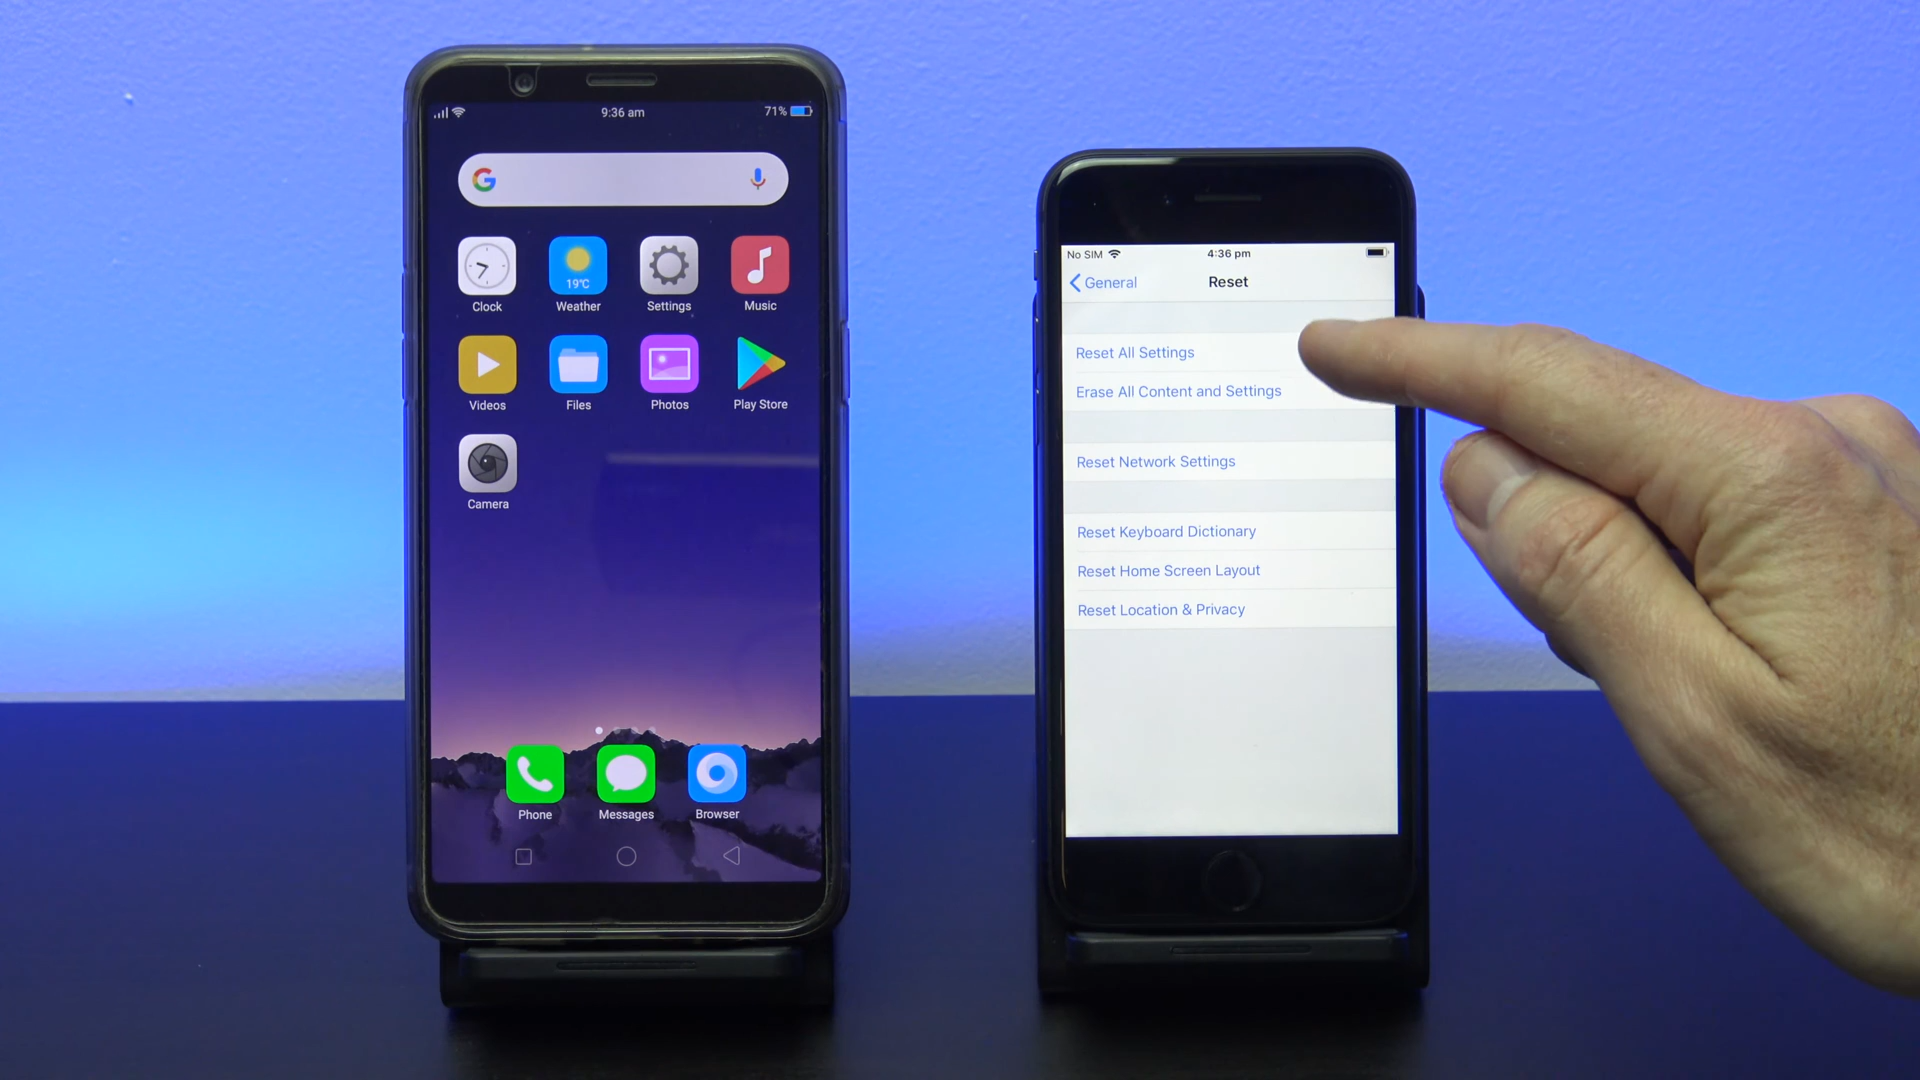 9:36 am
71%
G
Clock
Weather
19°C
Settings
Music
Videos
Files
Photos
Play Store
Camera
Phone
Messages
Browser
No SIM
4:36 pm
General
Reset
Reset All Settings
Erase All Content and Settings
Reset Network Settings
Reset Keyboard Dictionary
Reset Home Screen Layout
Reset Location & Privacy